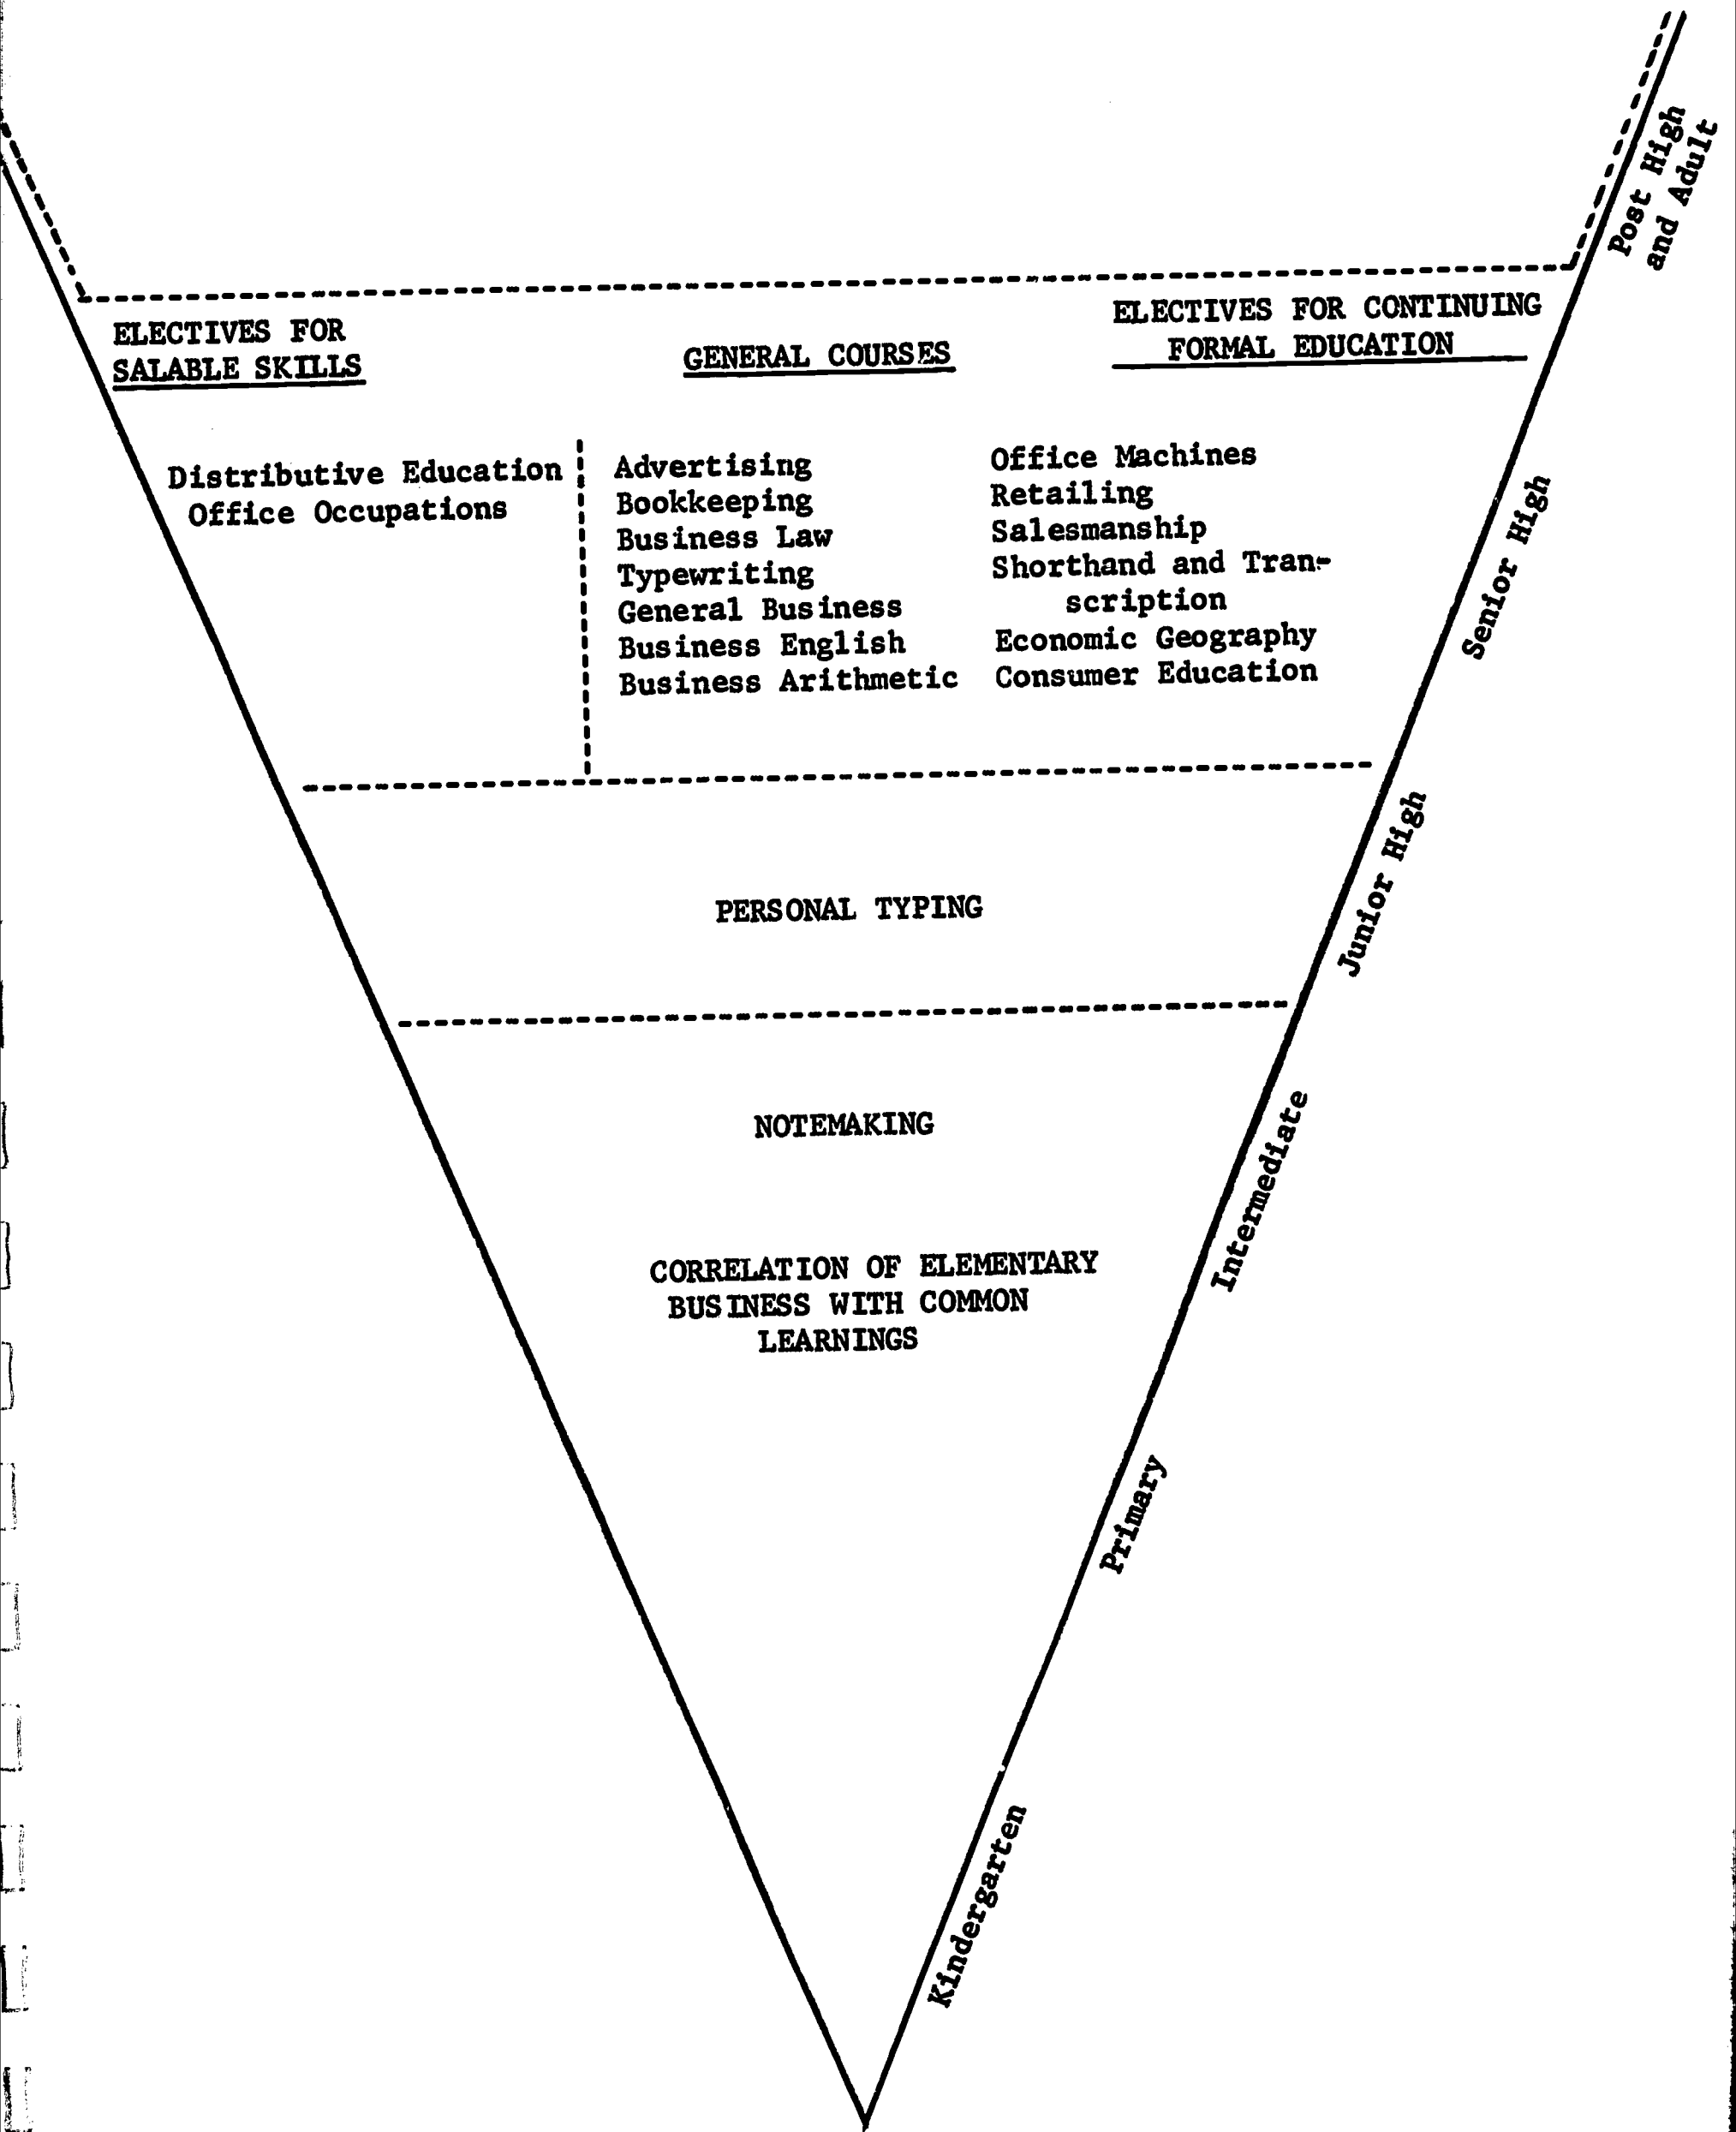 Post High
and Adult
ELECTIVES FOR
SALABLE SKILLS
GENERAL COURSES
ELECTIVES FOR CONTINUING
FORMAL EDUCATION
Distributive Education
Office Occupations
Advertising
Bookkeeping
Business Law
Typewriting
General Business
Business English
Business Arithmetic
Office Machines
Retailing
Salesmanship
Shorthand and Tran-
scription
Economic Geography
Consumer Education
Senior High
PERSONAL TYPING
Junior High
NOTEMAKING
CORRELATION OF ELEMENTARY
BUSINESS WITH COMMON
LEARNINGS
Intermediate
Primary
Kindergarten